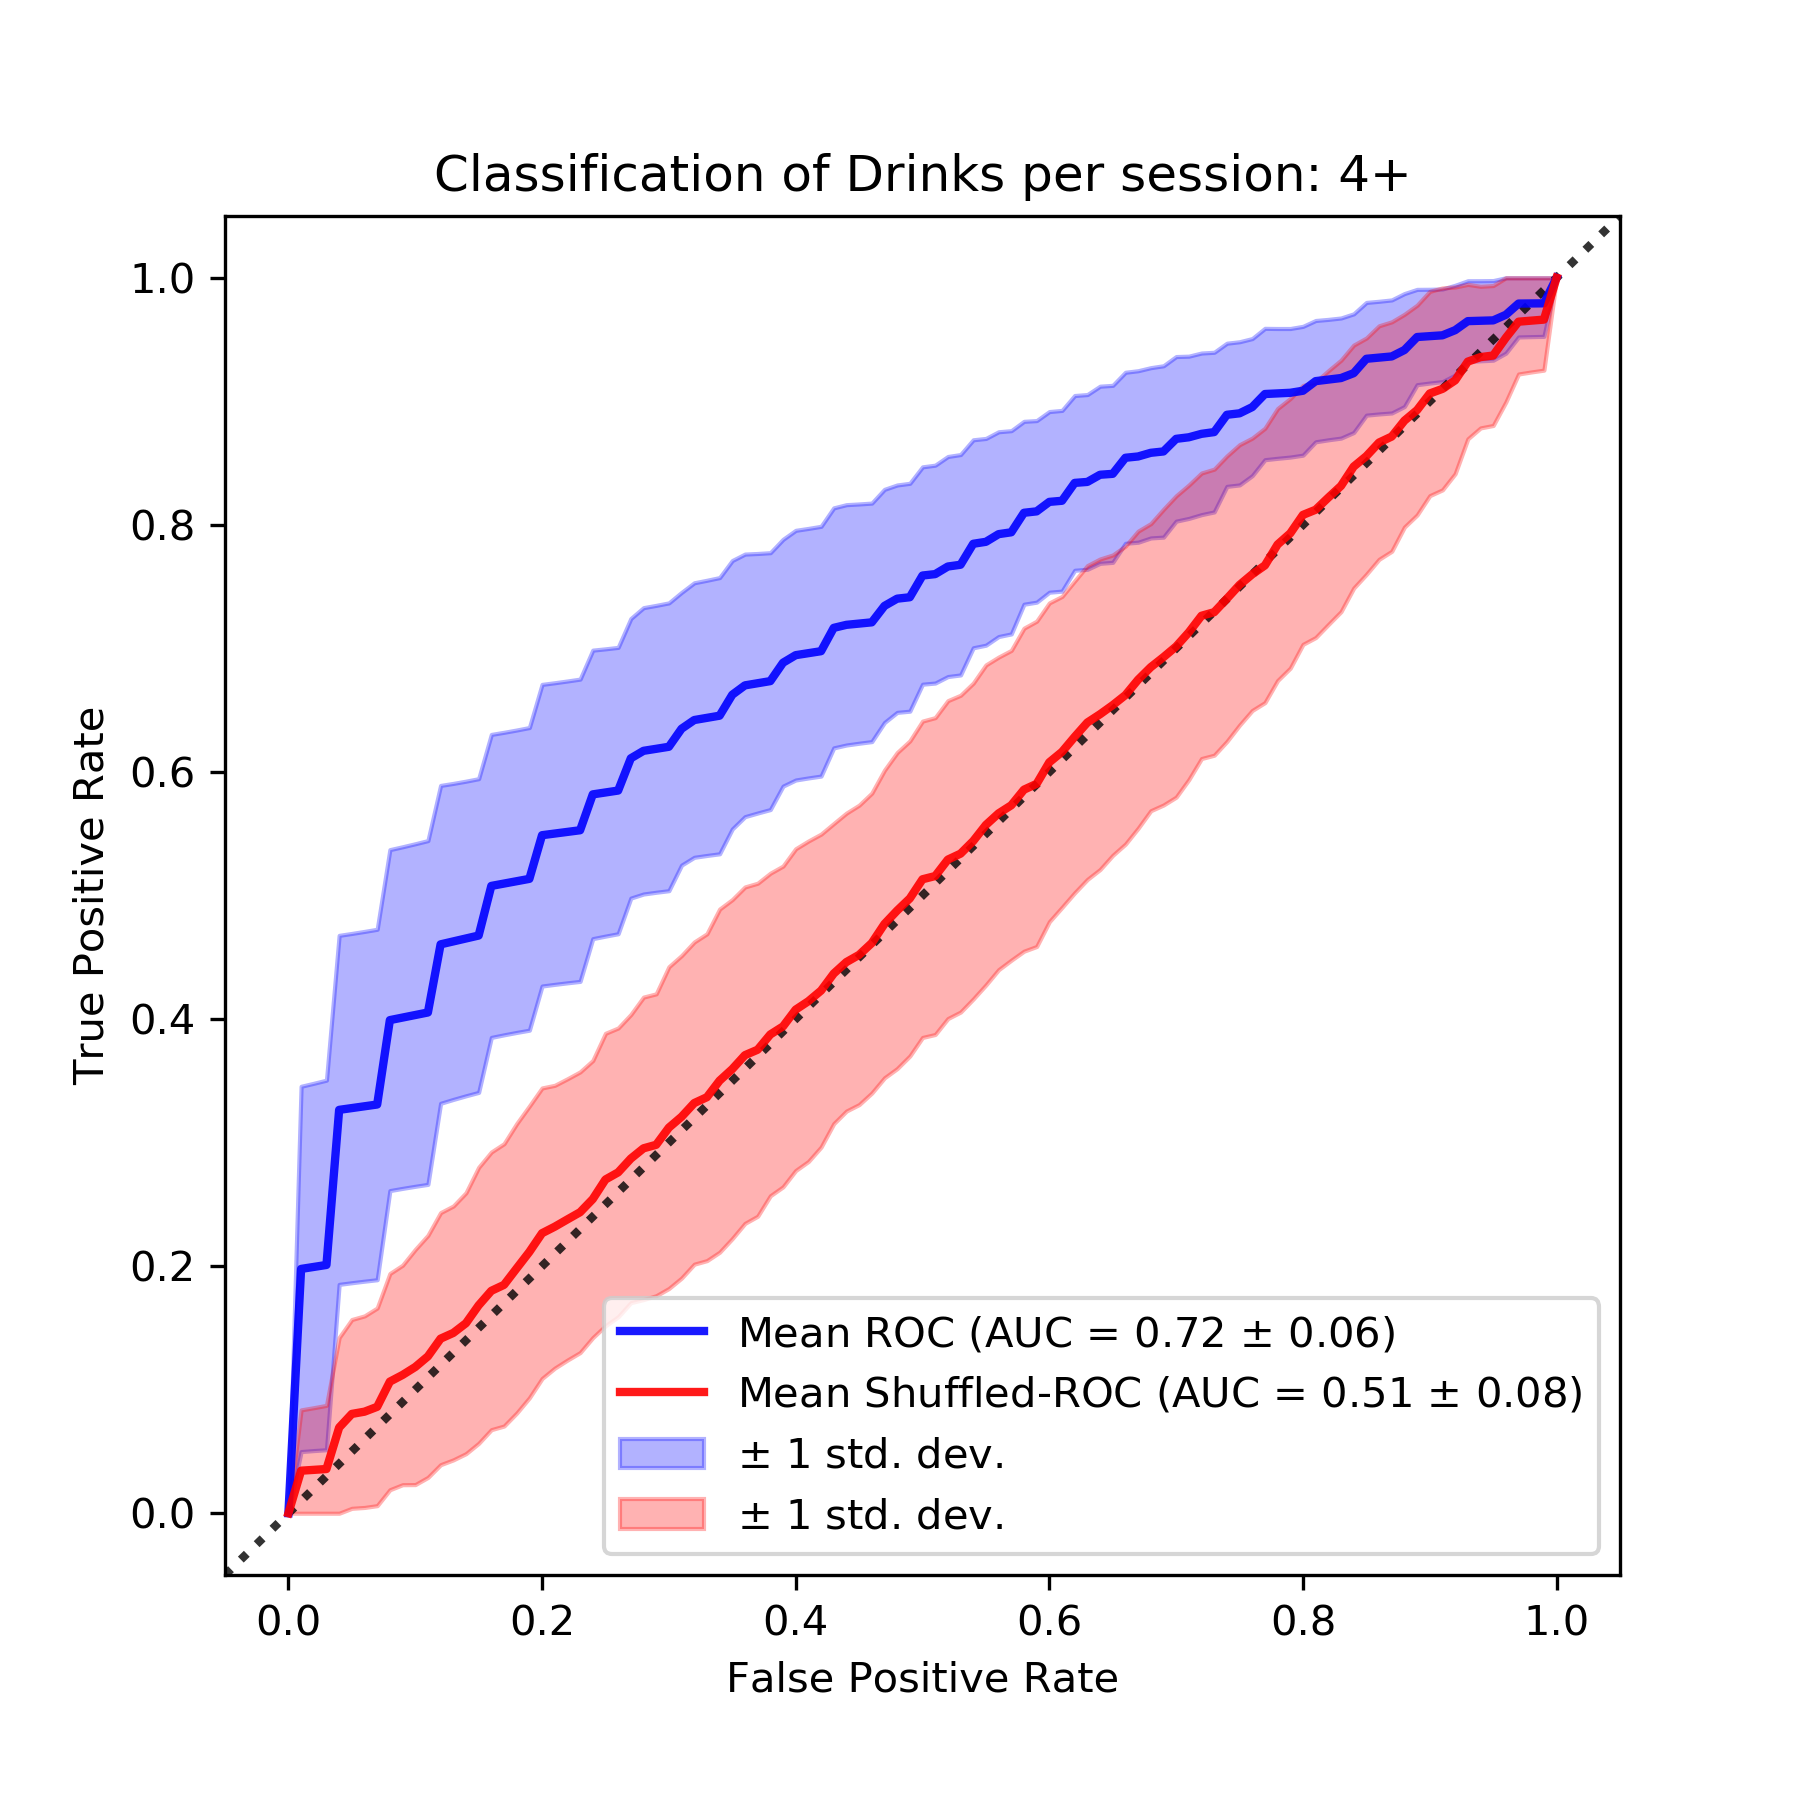 Classification of Drinks per session: 4+
True Positive Rate
1.0
0.8
0.6
0.4
0.2
0.0
Mean ROC (AUC = 0.72 ± 0.06)
Mean Shuffled-ROC (AUC = 0.51 ± 0.08)
± 1 std. dev.
± 1 std. dev.
0.0 0.2 0.4 0.6 0.8 1.0
False Positive Rate